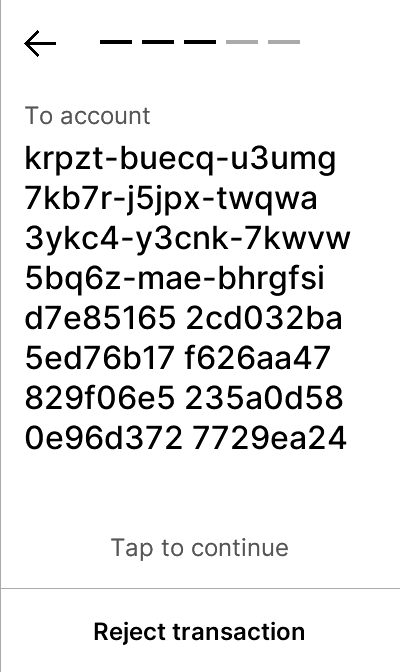 To account
krpzt-buecq-u3umg
7kb7r-j5jpx-twqwa
3ykc4-y3cnk-7kwvw
5bq6z-mae-bhrgfsi
d7e85165 2cd032ba
5ed76b17 f626aa47
829f06e5 235a0d58
0e96d372 7729ea24
Tap to continue
Reject transaction